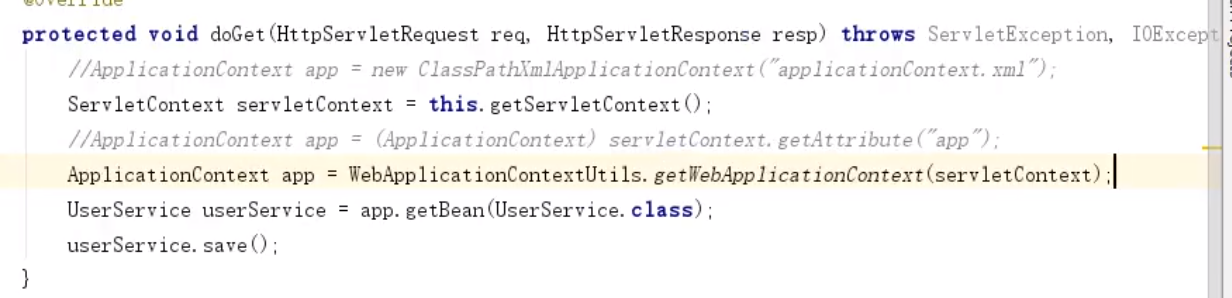 @Override
protected void doGet(HttpServletRequest req, HttpServletResponse resp) throws ServletException, IOExcept
//ApplicationContext app = new ClassPathXmlApplicationContext("applicationContext.xml");
ServletContext servletContext = this.getServletContext();
//ApplicationContext app = (ApplicationContext) servletContext.getAttribute("app");
ApplicationContext app = WebApplicationContextUtils.getWebApplicationContext(servletContext);
UserService userService = app.getBean(UserService.class);
userService.save();
}